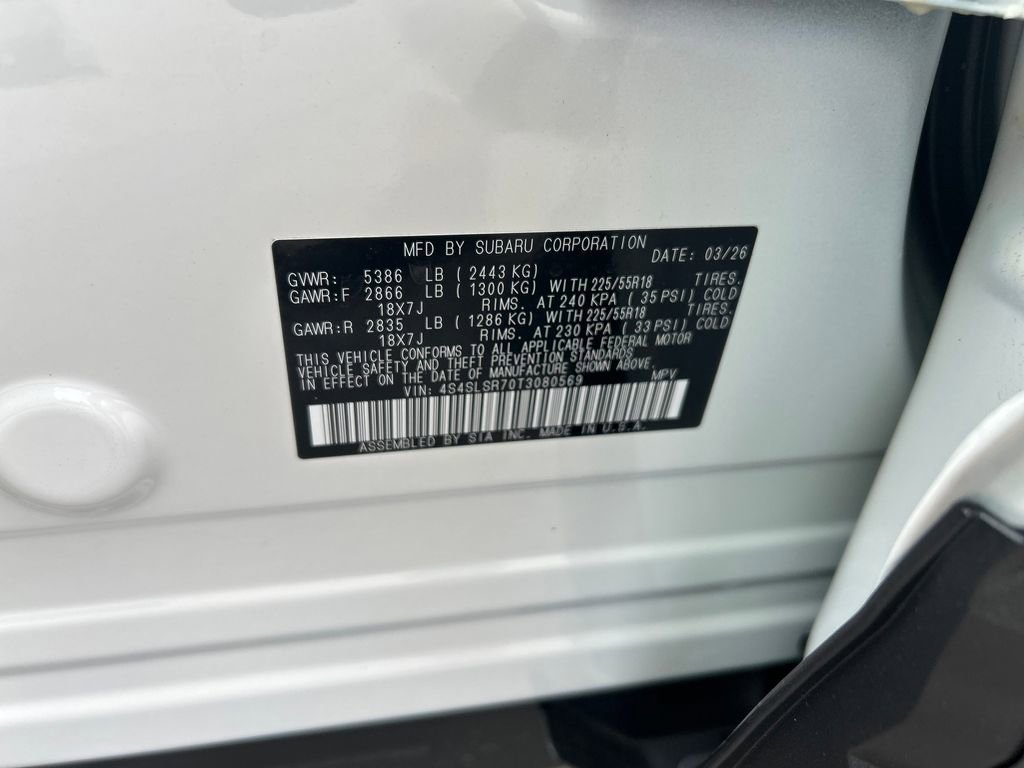 MFD BY SUBARU CORPORATION DATE: 03/26
GVWR: 5386 LB (2443 KG)
GAWR:F 2866 LB (1300 KG) WITH 225/55R18 TIRES.
18X7J RIMS. AT 240 KPA (35 PSI) COLD
GAWR:R 2835 LB (1286 KG) WITH 225/55R18 TIRES.
18X7J RIMS. AT 230 KPA (33 PSI) COLD
THIS VEHICLE CONFORMS TO ALL APPLICABLE FEDERAL MOTOR
VEHICLE SAFETY AND THEFT PREVENTION STANDARDS
IN EFFECT ON THE DATE OF MANUFACTURE SHOWN ABOVE.
VIN: 4S4SLSR70T3080569 MPV
ASSEMBLED BY SIA INC. MADE IN U.S.A.